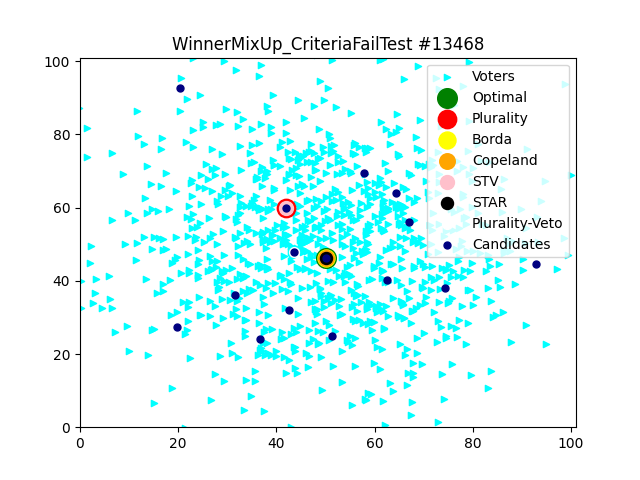 WinnerMixUp_CriteriaFailTest #13468
100
80
60
40
20
0
0 20 40 60 80 100
Voters
Optimal
Plurality
Borda
Copeland
STV
STAR
Plurality-Veto
Candidates